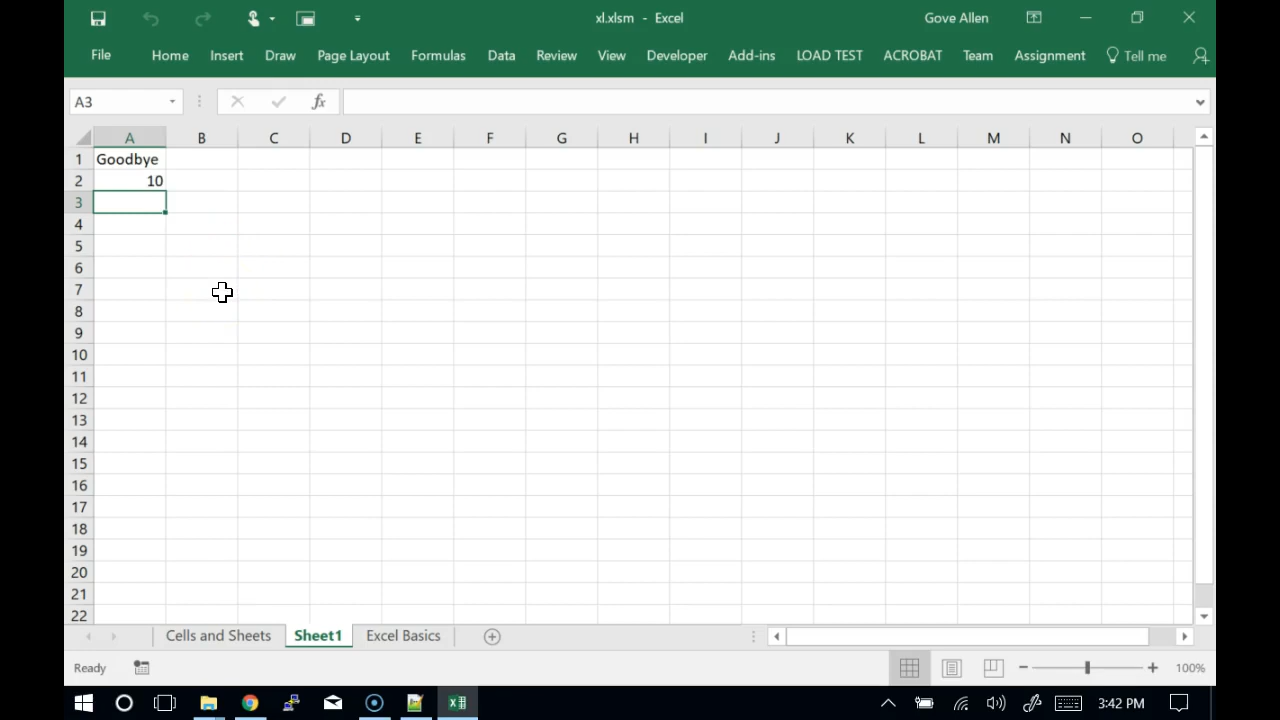 xl.xlsm - Excel
Gove Allen
File Home Insert Draw Page Layout Formulas Data Review View Developer Add-ins LOAD TEST ACROBAT Team Assignment Tell me
A3
fx
A B C D E F G H I J K L M N O
1 Goodbye
2 10
3
4
5
6
7
8
9
10
11
12
13
14
15
16
17
18
19
20
21
22
Cells and Sheets Sheet1 Excel Basics
Ready
100%
3:42 PM